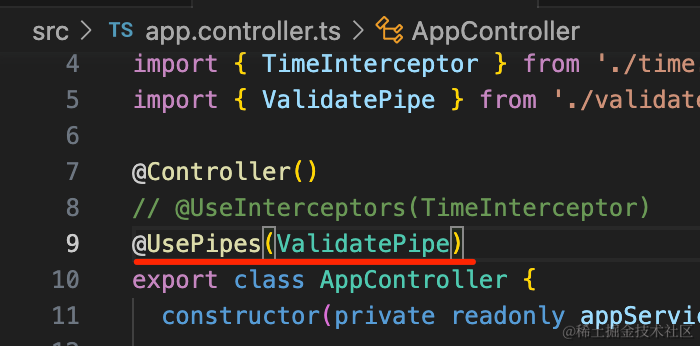 src > TS app.controller.ts > AppController
4 import { TimeInterceptor } from './time
5 import { ValidatePipe } from './validate
6
7 @Controller()
8 // @UseInterceptors(TimeInterceptor)
9 @UsePipes(ValidatePipe)
10 export class AppController {
11 constructor(private readonly appServic
@稀土掘金技术社区